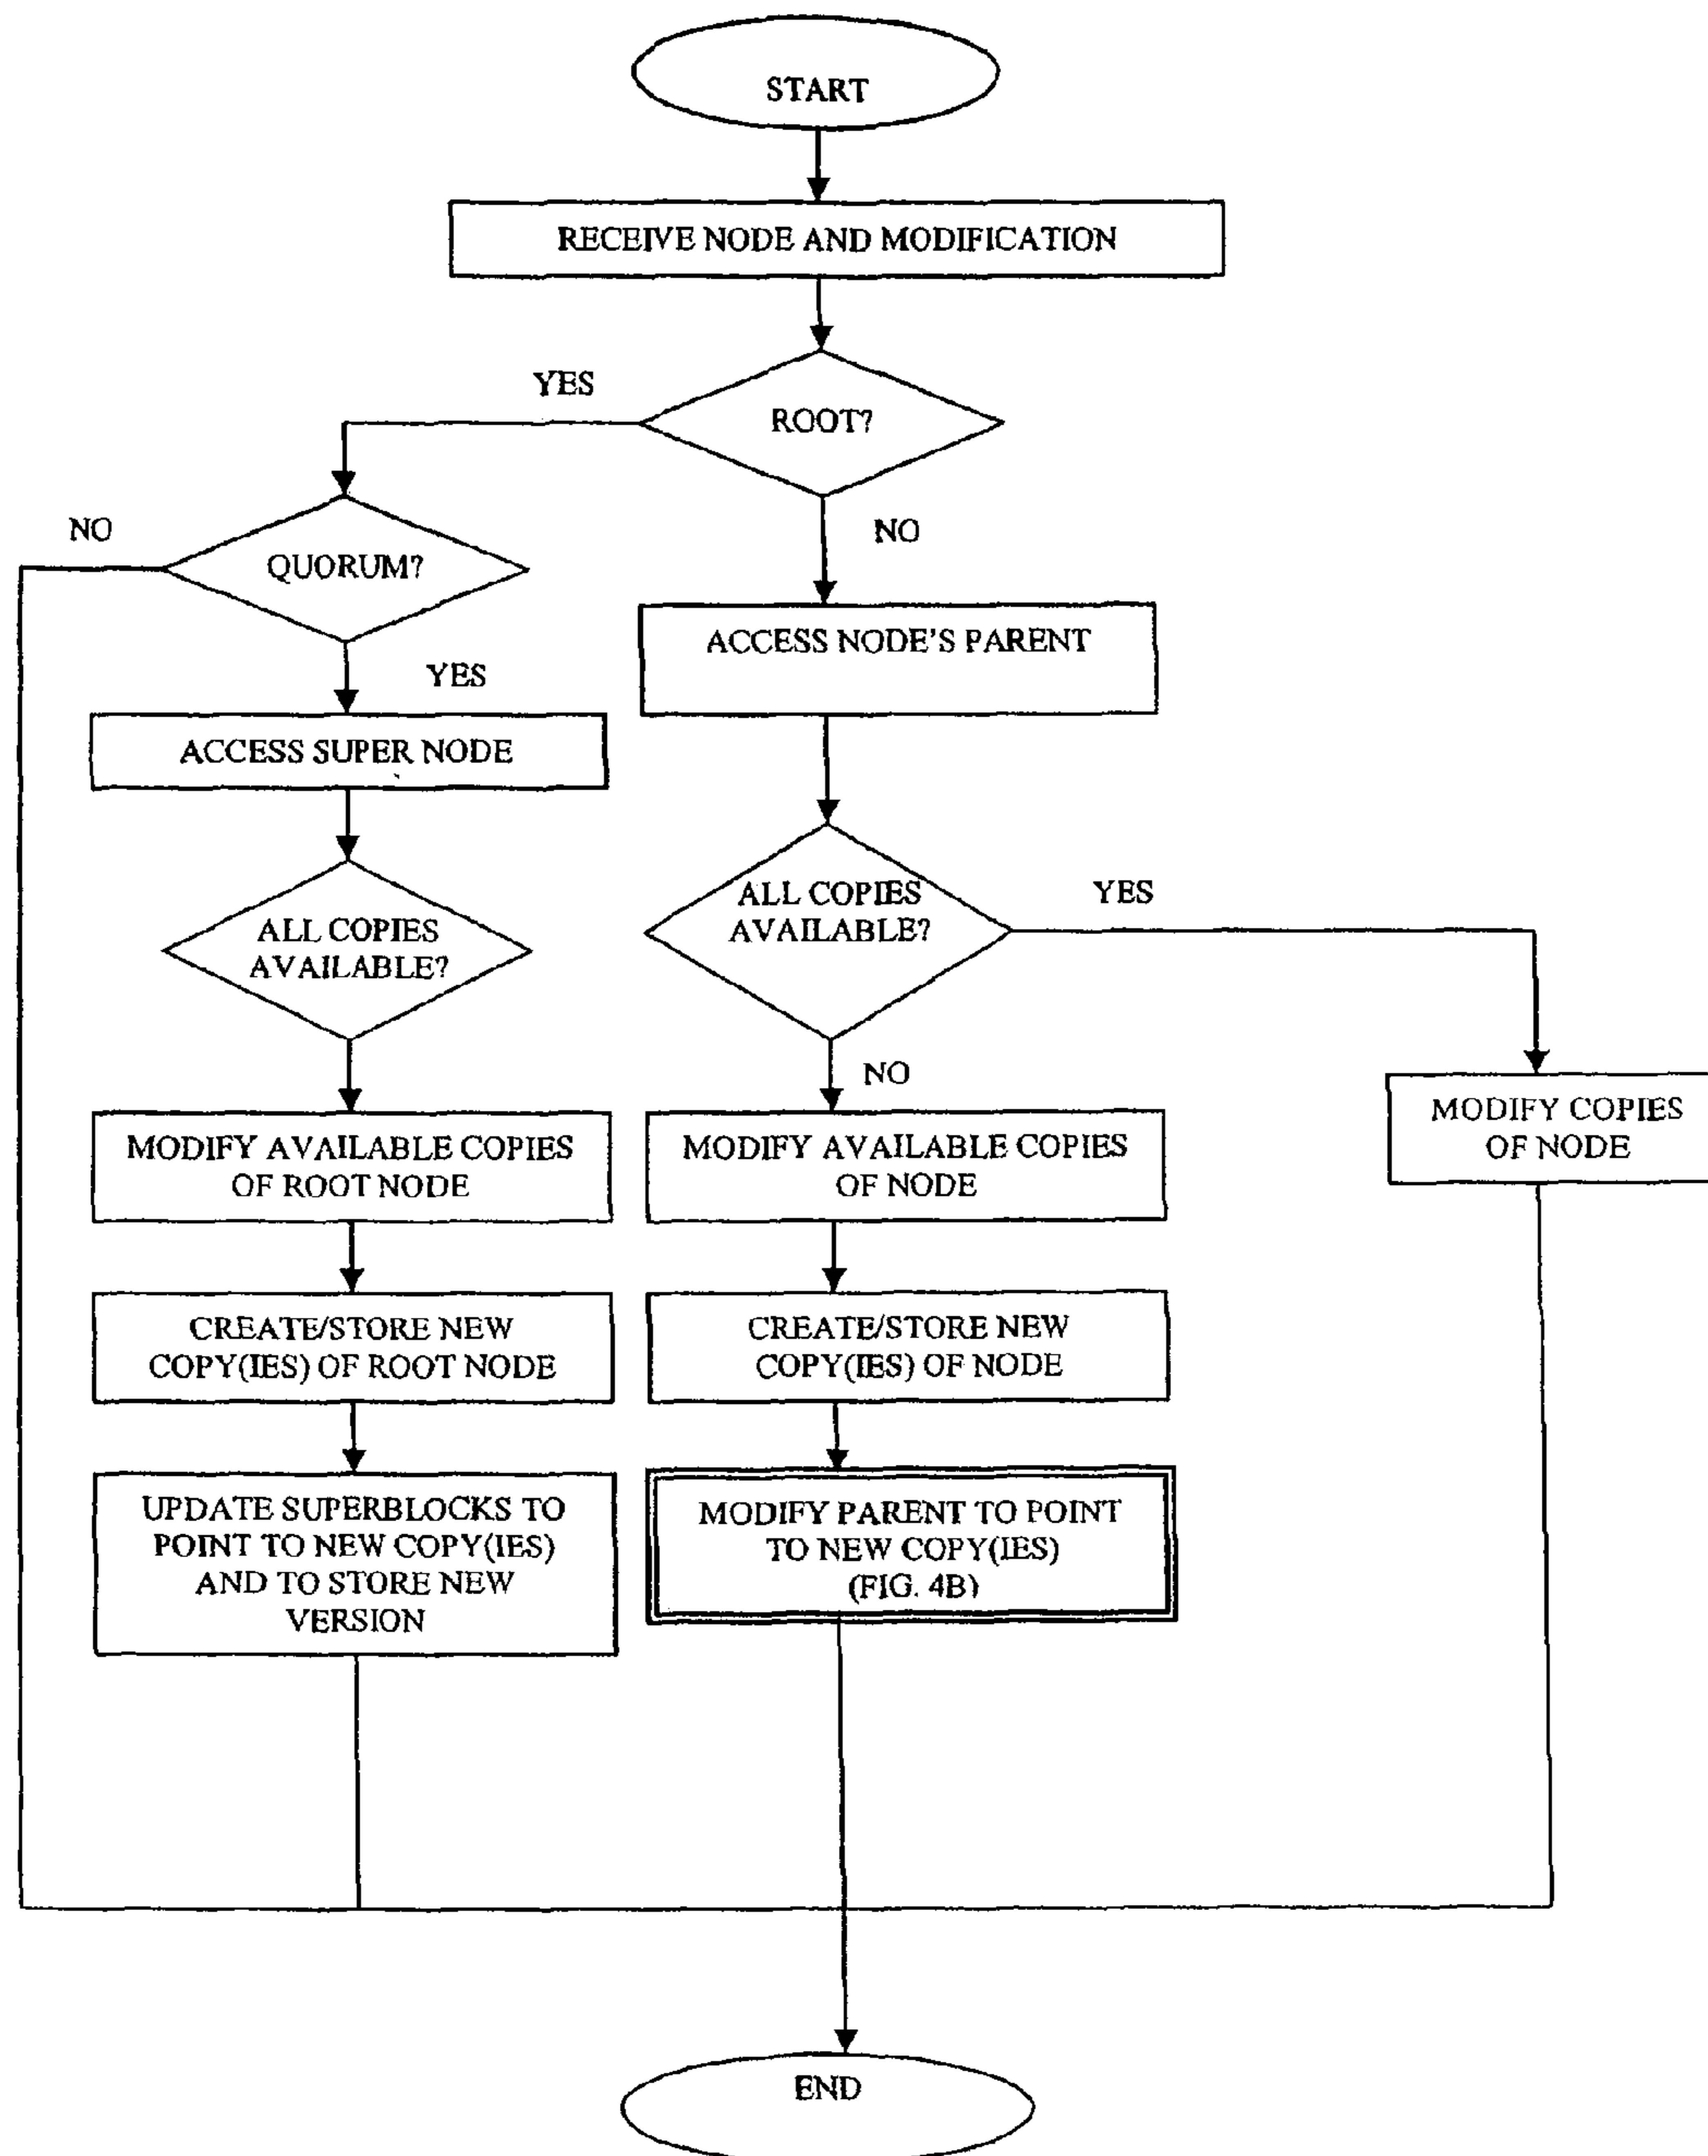 START
RECEIVE NODE AND MODIFICATION
YES
ROOT?
NO
QUORUM?
NO
ACCESS NODE'S PARENT
YES
ACCESS SUPER NODE
ALL COPIES
AVAILABLE?
YES
ALL COPIES
AVAILABLE?
NO
MODIFY COPIES
OF NODE
MODIFY AVAILABLE COPIES
OF ROOT NODE
MODIFY AVAILABLE COPIES
OF NODE
CREATE/STORE NEW
COPY(IES) OF ROOT NODE
CREATE/STORE NEW
COPY(IES) OF NODE
UPDATE SUPERBLOCKS TO
POINT TO NEW COPY(IES)
AND TO STORE NEW
VERSION
MODIFY PARENT TO POINT
TO NEW COPY(IES)
(FIG. 4B)
END